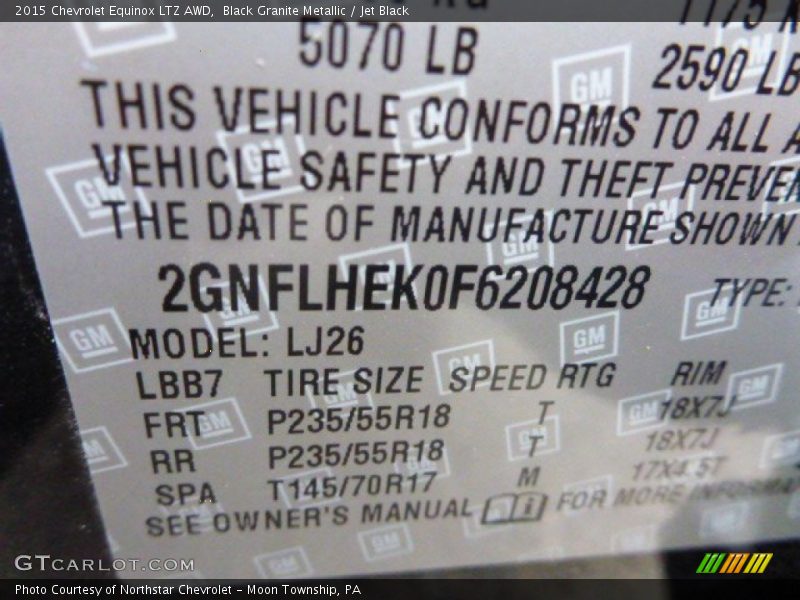 2015 Chevrolet Equinox LTZ AWD, Black Granite Metallic / Jet Black
5070 LB
2590 LB
THIS VEHICLE CONFORMS TO ALL
VEHICLE SAFETY AND THEFT PREVEN
THE DATE OF MANUFACTURE SHOWN
2GNFLHEK0F6208428 TYPE:
MODEL: LJ26
LBB7 TIRE SIZE SPEED RTG RIM
FRT P235/55R18 T 18X7J
RR P235/55R18 T 18X7J
SPA T145/70R17 M 17X4.5T
SEE OWNER'S MANUAL FOR MORE INFORMA
GM
GTCARLOT.COM
Photo Courtesy of Northstar Chevrolet - Moon Township, PA